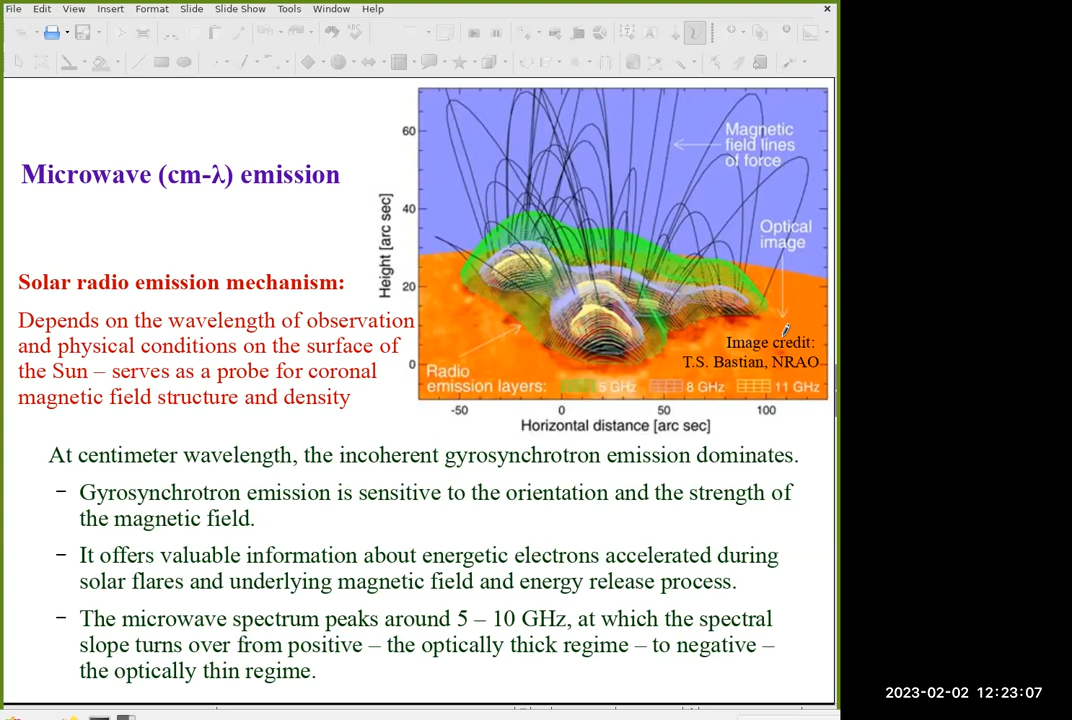 File Edit View Insert Format Slide Slide Show Tools Window Help
Microwave (cm-λ) emission
Solar radio emission mechanism:
Depends on the wavelength of observation
and physical conditions on the surface of
the Sun – serves as a probe for coronal
magnetic field structure and density
Height [arc sec]
60
40
20
0
Magnetic
field lines
of force
Optical
image
Image credit:
T.S. Bastian, NRAO
Radio
emission layers: 5 GHz 8 GHz 11 GHz
-50 0 50 100
Horizontal distance [arc sec]
At centimeter wavelength, the incoherent gyrosynchrotron emission dominates.
– Gyrosynchrotron emission is sensitive to the orientation and the strength of
the magnetic field.
– It offers valuable information about energetic electrons accelerated during
solar flares and underlying magnetic field and energy release process.
– The microwave spectrum peaks around 5 – 10 GHz, at which the spectral
slope turns over from positive – the optically thick regime – to negative –
the optically thin regime.
2023-02-02 12:23:07